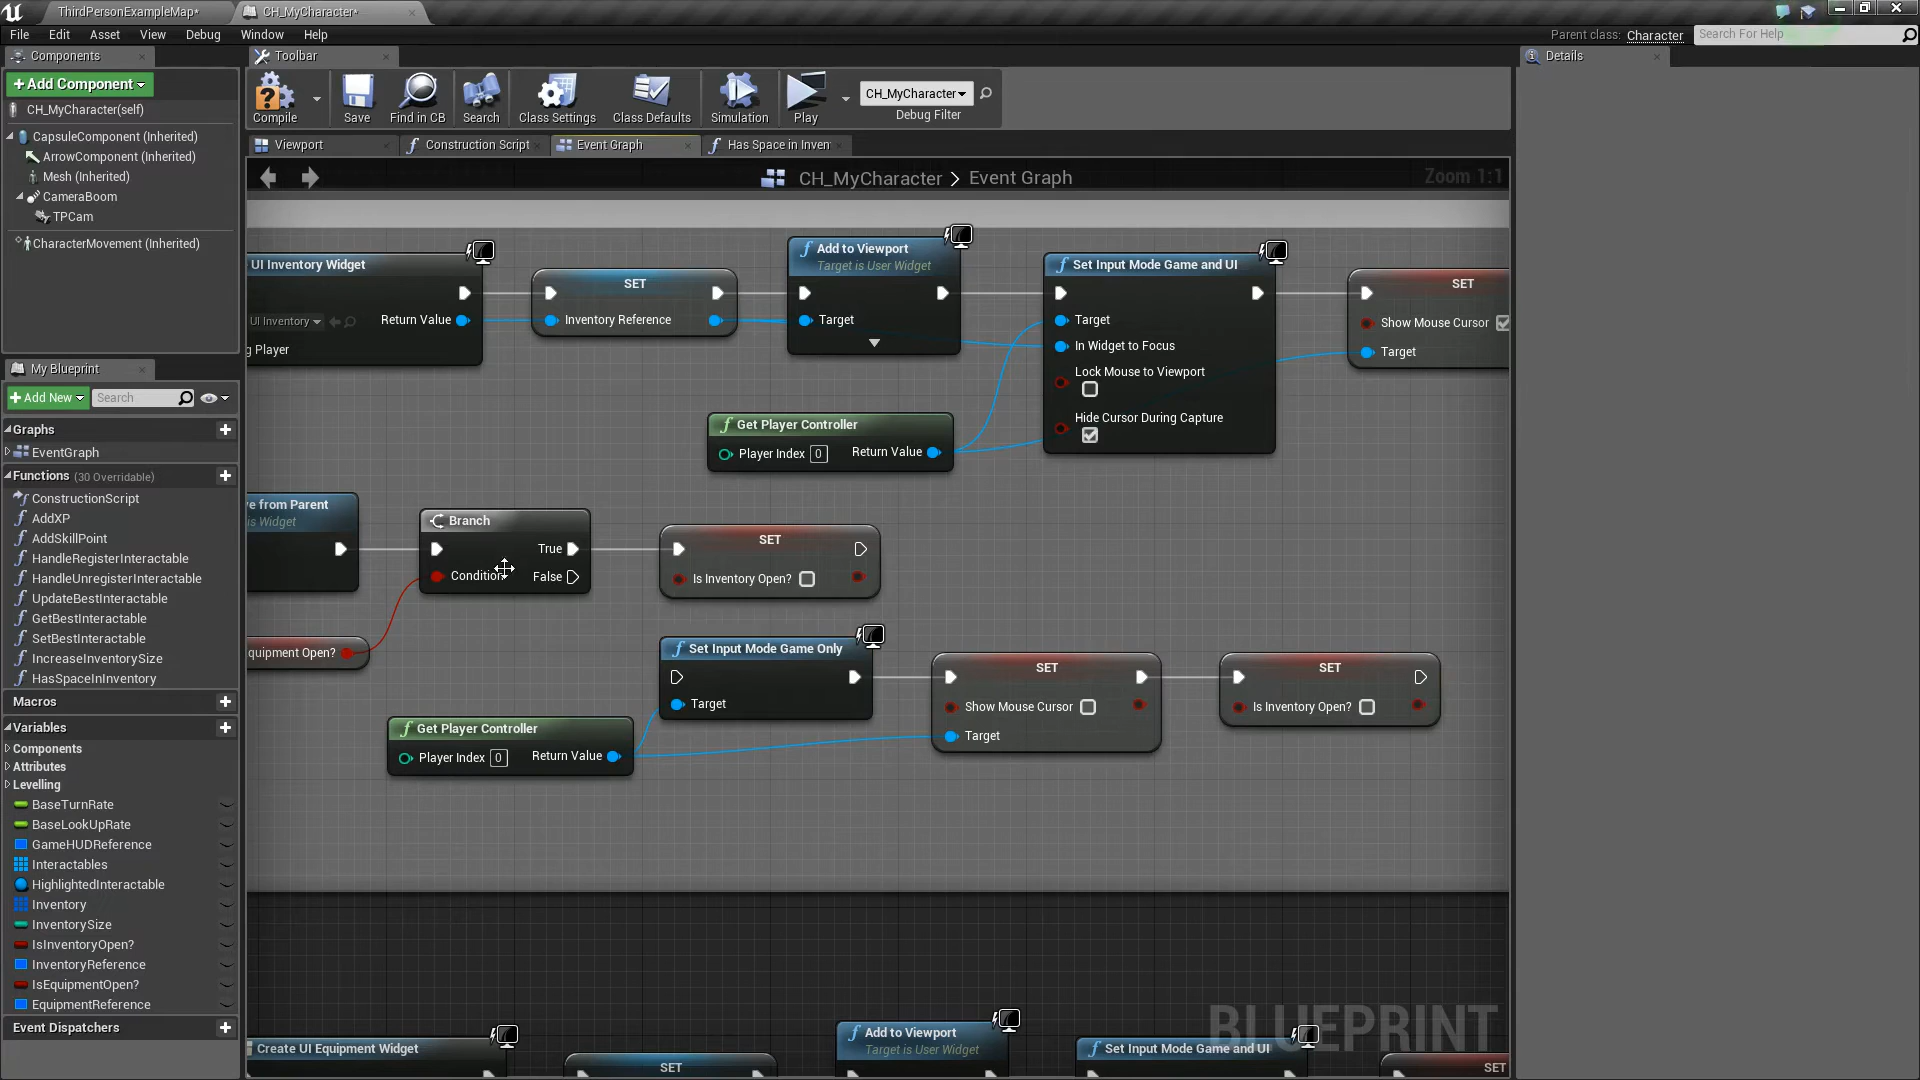 ThirdPersonExampleMap*
CH_MyCharacter*
File Edit Asset View Debug Window Help
Parent class: Character
Search For Help
Components
Toolbar
Details
+Add Component
CH_MyCharacter(self)
CapsuleComponent (Inherited)
ArrowComponent (Inherited)
Mesh (Inherited)
CameraBoom
TPCam
CharacterMovement (Inherited)
Compile
Save
Find in CB
Search
Class Settings
Class Defaults
Simulation
Play
CH_MyCharacter
Debug Filter
Viewport
Construction Script
Event Graph
Has Space in Inven
CH_MyCharacter > Event Graph
Zoom 1:1
My Blueprint
+Add New
Search
Graphs
EventGraph
Functions (30 Overridable)
ConstructionScript
AddXP
AddSkillPoint
HandleRegisterInteractable
HandleUnregisterInteractable
UpdateBestInteractable
GetBestInteractable
SetBestInteractable
IncreaseInventorySize
HasSpaceInInventory
Macros
Variables
Components
Attributes
Levelling
BaseTurnRate
BaseLookUpRate
GameHUDReference
Interactables
HighlightedInteractable
Inventory
InventorySize
IsInventoryOpen?
InventoryReference
IsEquipmentOpen?
EquipmentReference
Event Dispatchers
UI Inventory Widget
UI Inventory
Return Value
g Player
SET
Inventory Reference
Add to Viewport
Target is User Widget
Target
Set Input Mode Game and UI
Target
In Widget to Focus
Lock Mouse to Viewport
Hide Cursor During Capture
SET
Show Mouse Cursor
Target
Get Player Controller
Player Index 0
Return Value
e from Parent
is Widget
Branch
True
Condition
False
SET
Is Inventory Open?
quipment Open?
Set Input Mode Game Only
Target
SET
Show Mouse Cursor
Target
SET
Is Inventory Open?
Get Player Controller
Player Index 0
Return Value
Create UI Equipment Widget
SET
Add to Viewport
Target is User Widget
Set Input Mode Game and UI
SET
BLUEPRINT